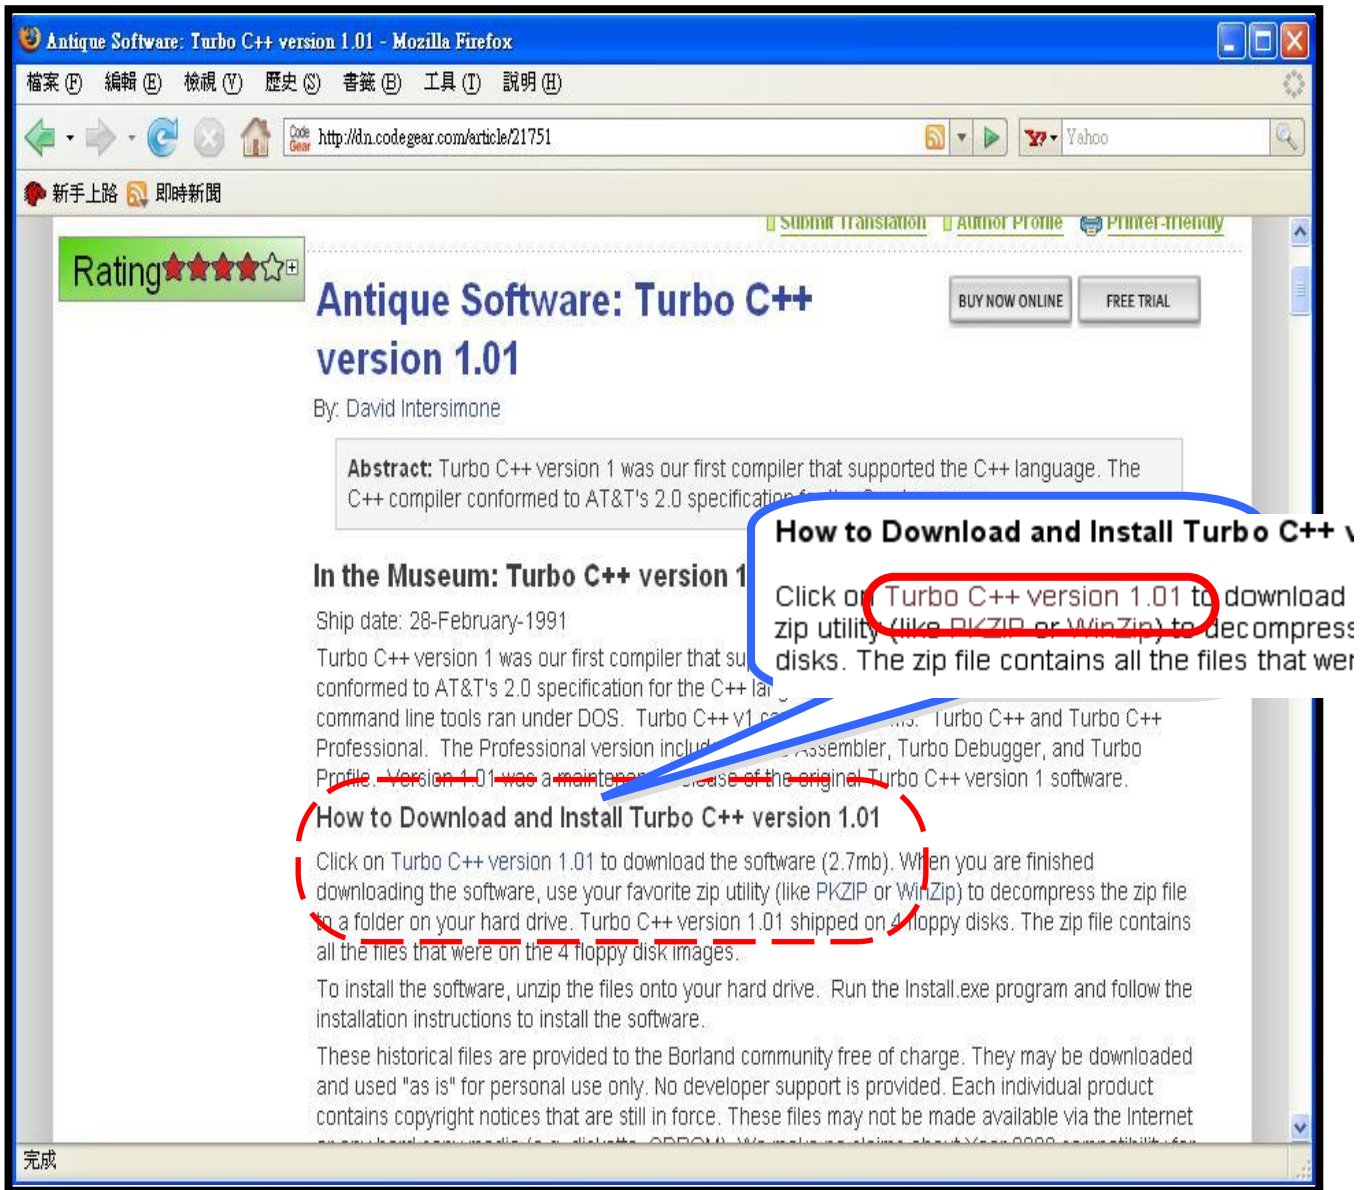 Antique Software: Turbo C++ version 1.01 - Mozilla Firefox
檔案(F) 編輯(E) 檢視(V) 歷史(S) 書籤(B) 工具(T) 說明(H)
Code Gear http://dn.codegear.com/article/21751 Yahoo
新手上路 即時新聞
Submit Translation Author Profile Printer-friendly
Rating
Antique Software: Turbo C++
version 1.01
BUY NOW ONLINE FREE TRIAL
By: David Intersimone
Abstract: Turbo C++ version 1 was our first compiler that supported the C++ language. The
C++ compiler conformed to AT&T's 2.0 specification
How to Download and Install Turbo C++
Click on Turbo C++ version 1.01 to download
zip utility (like PKZIP or WinZip) to decompress
disks. The zip file contains all the files that wer
In the Museum: Turbo C++ version 1
Ship date: 28-February-1991
Turbo C++ version 1 was our first compiler that su
conformed to AT&T's 2.0 specification for the C++
command line tools ran under DOS. Turbo C++ v1 Turbo C++ and Turbo C++
Professional. The Professional version Assembler, Turbo Debugger, and Turbo
Profile. Version 1.01 was a of the original Turbo C++ version 1 software.
How to Download and Install Turbo C++ version 1.01
Click on Turbo C++ version 1.01 to download the software (2.7mb). When you are finished
downloading the software, use your favorite zip utility (like PKZIP or WinZip) to decompress the zip file
to a folder on your hard drive. Turbo C++ version 1.01 shipped on 4 floppy disks. The zip file contains
all the files that were on the 4 floppy disk images.
To install the software, unzip the files onto your hard drive. Run the Install.exe program and follow the
installation instructions to install the software.
These historical files are provided to the Borland community free of charge. They may be downloaded
and used "as is" for personal use only. No developer support is provided. Each individual product
contains copyright notices that are still in force. These files may not be made available via the Internet
完成